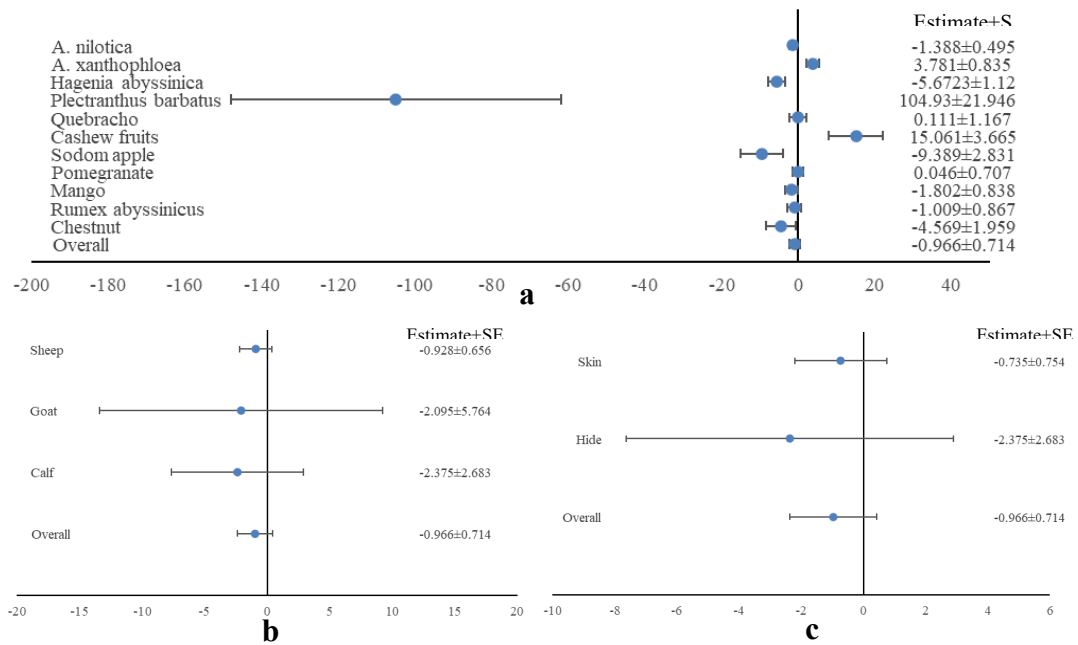 Estimate+S
A. nilotica -1.388±0.495
A. xanthophloea 3.781±0.835
Hagenia abyssinica -5.6723±1.12
Plectranthus barbatus 104.93±21.946
Quebracho 0.111±1.167
Cashew fruits 15.061±3.665
Sodom apple -9.389±2.831
Pomegranate 0.046±0.707
Mango -1.802±0.838
Rumex abyssinicus -1.009±0.867
Chestnut -4.569±1.959
Overall -0.966±0.714
-200 -180 -160 -140 -120 -100 -80 -60 -40 -20 0 20 40
a
Estimate+SE
Sheep -0.928±0.656
Goat -2.095±5.764
Calf -2.375±2.683
Overall -0.966±0.714
-20 -15 -10 -5 0 5 10 15 20
b
Estimate+SE
Skin -0.735±0.754
Hide -2.375±2.683
Overall -0.966±0.714
-10 -8 -6 -4 -2 0 2 4 6
c